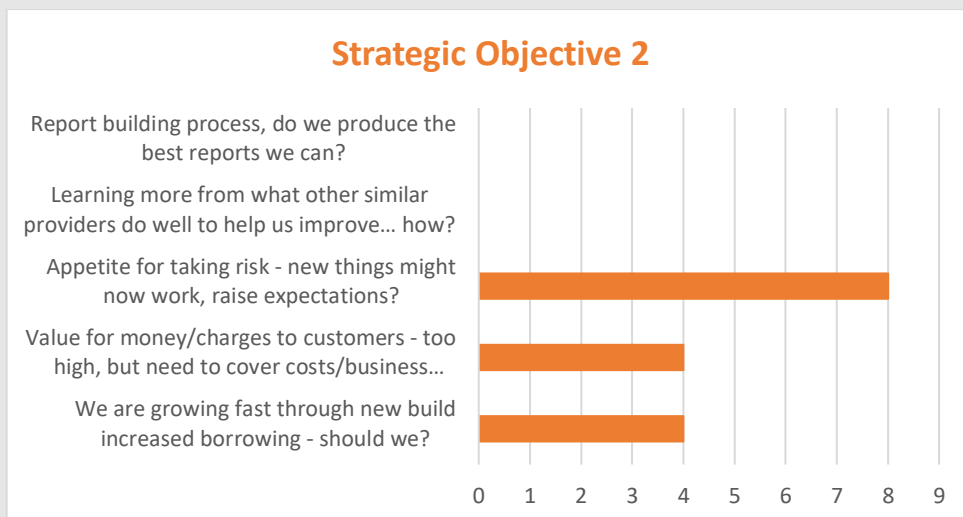 Strategic Objective 2
Report building process, do we produce the
best reports we can?
Learning more from what other similar
providers do well to help us improve... how?
Appetite for taking risk - new things might
now work, raise expectations?
Value for money/charges to customers - too
high, but need to cover costs/business...
We are growing fast through new build
increased borrowing - should we?
0 1 2 3 4 5 6 7 8 9